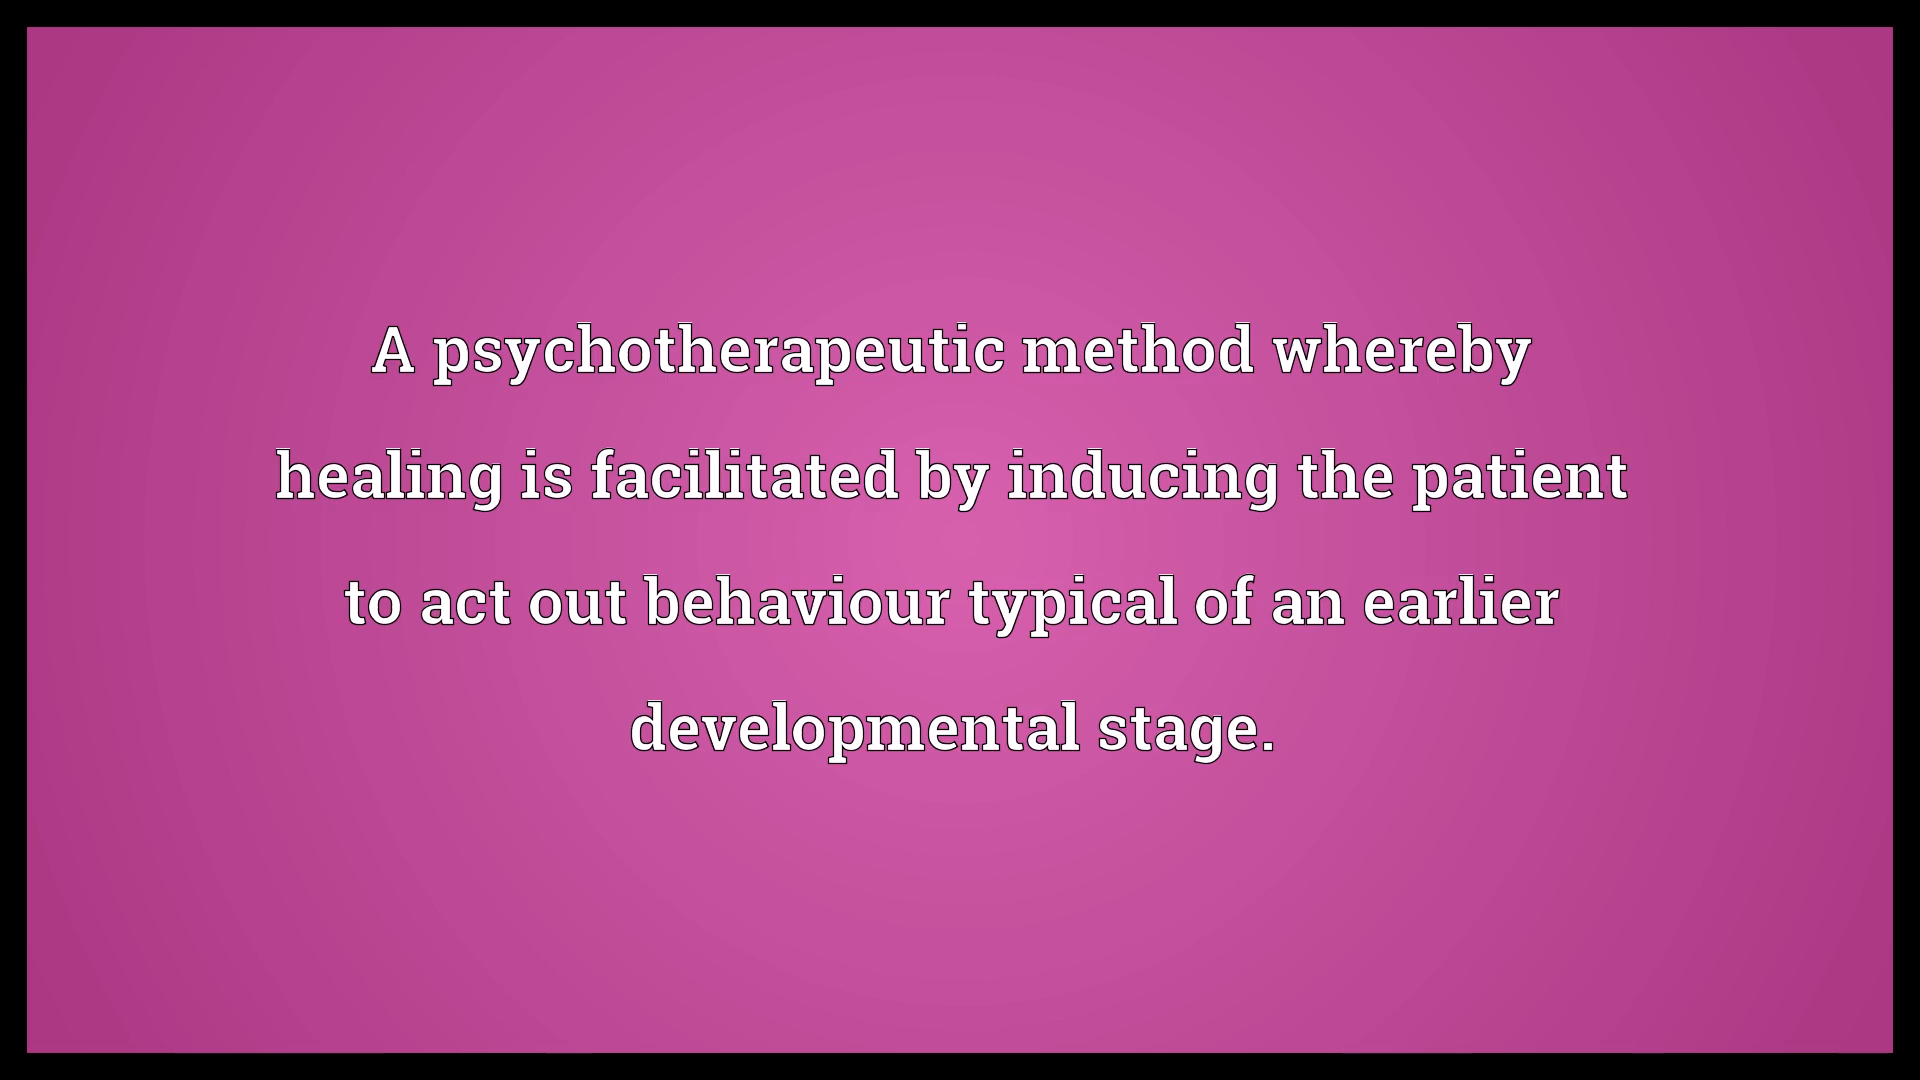 A psychotherapeutic method whereby
healing is facilitated by inducing the patient
to act out behaviour typical of an earlier
developmental stage.